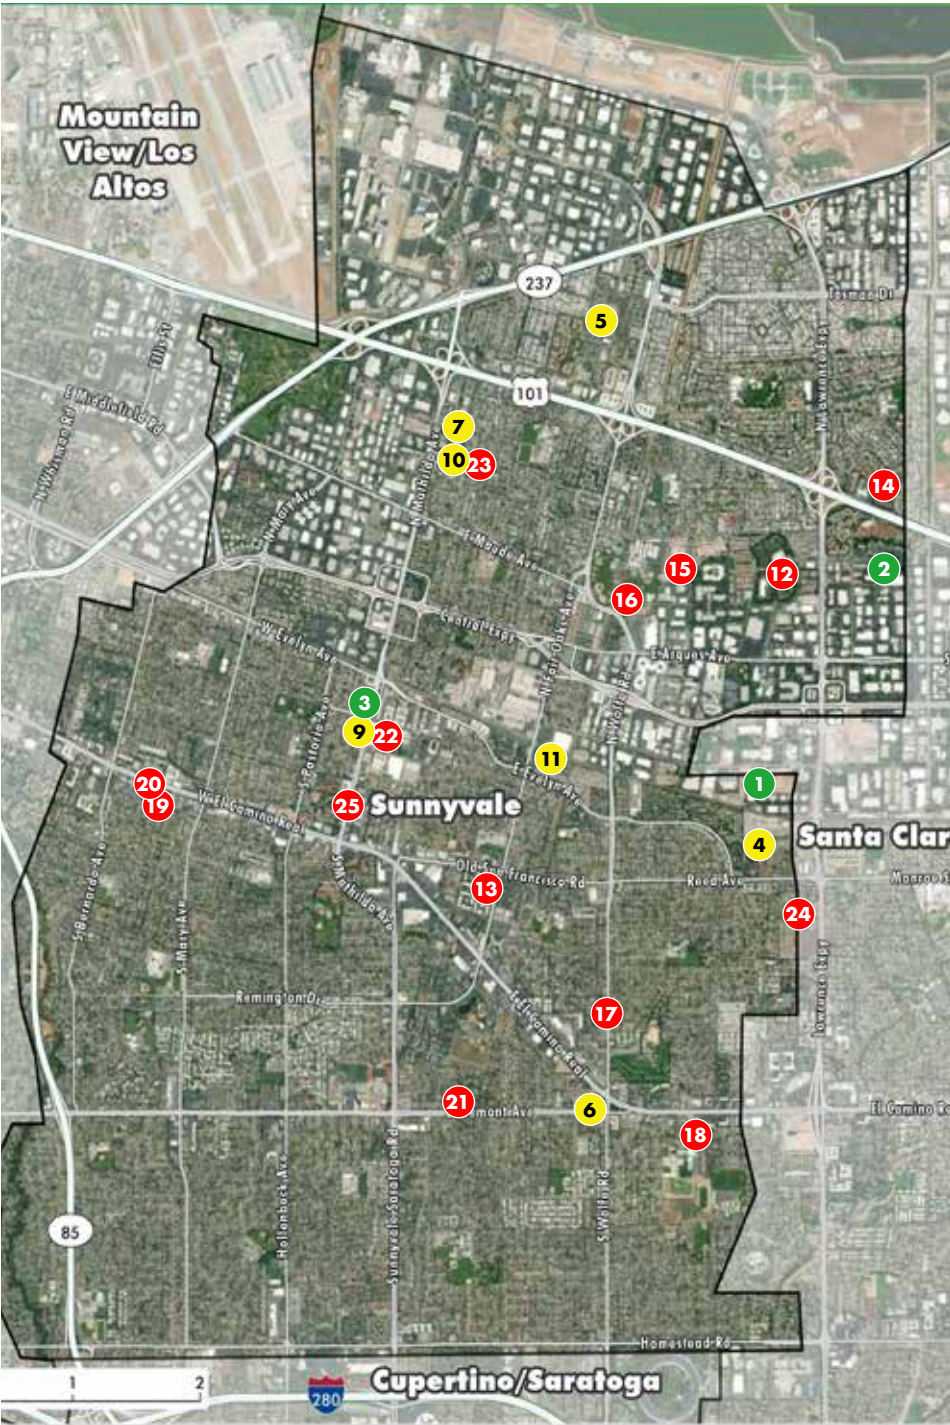 Mountain
View/Los
Altos
237
Tasman Dr
5
Ellis St
N Lawrence Expy
101
E Middlefield Rd
N Whisman Rd
7
N Mathilda Ave
10
23
14
N Mary Ave
E Maude Ave
15
12
2
16
Central Expy
N Fair Oaks Ave
W Evelyn Ave
E Arques Ave
N Wolfe Rd
3
S Pastoria Ave
9
22
11
E Evelyn Ave
20
19
W El Camino Real
25
Sunnyvale
1
4
Santa Clar
S Bernardo Ave
S Mathilda Ave
Old San Francisco Rd
Reed Ave
Monroe S
13
24
S Mary Ave
Lawrence Expy
Remington Dr
E El Camino Real
17
21
mont Ave
6
El Camino Re
18
Hollenback Ave
Sunnyvale Saratoga Rd
S Wolfe Rd
85
Homestead Rd
1
2
280
Cupertino/Saratoga